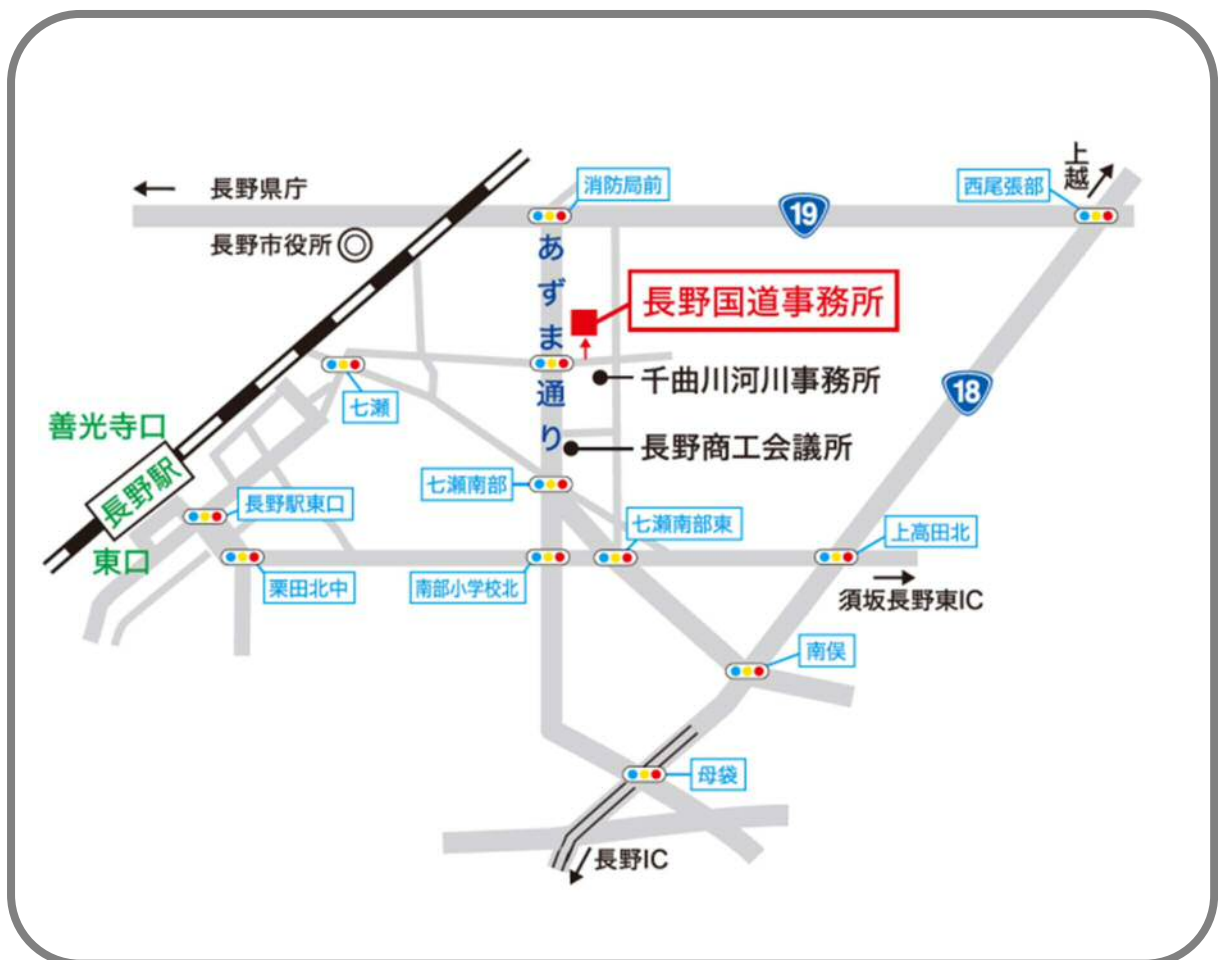 上越
消防局前
西尾張部
長野県庁
19
長野市役所
あずま通り
長野国道事務所
千曲川河川事務所
18
七瀬
善光寺口
長野商工会議所
長野駅
七瀬南部
長野駅東口
七瀬南部東
上高田北
東口
栗田北中
南部小学校北
須坂長野東IC
南俣
母袋
長野IC